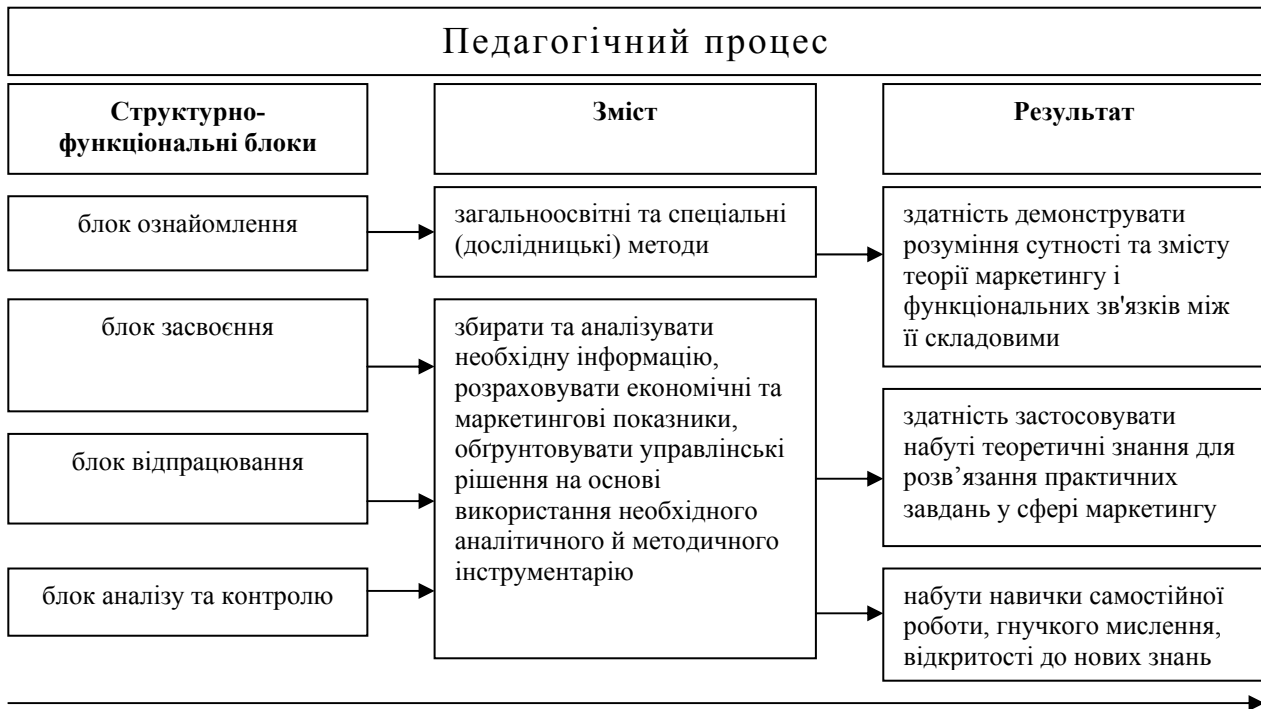 Педагогічний процес
Структурно-
функціональні блоки
Зміст
Результат
блок ознайомлення
загальноосвітні та спеціальні
(дослідницькі) методи
здатність демонструвати
розуміння сутності та змісту
теорії маркетингу і
функціональних зв'язків між
її складовими
блок засвоєння
збирати та аналізувати
необхідну інформацію,
розраховувати економічні та
маркетингові показники,
обґрунтовувати управлінські
рішення на основі
використання необхідного
аналітичного й методичного
інструментарію
блок відпрацювання
здатність застосовувати
набуті теоретичні знання для
розв’язання практичних
завдань у сфері маркетингу
блок аналізу та контролю
набути навички самостійної
роботи, гнучкого мислення,
відкритості до нових знань